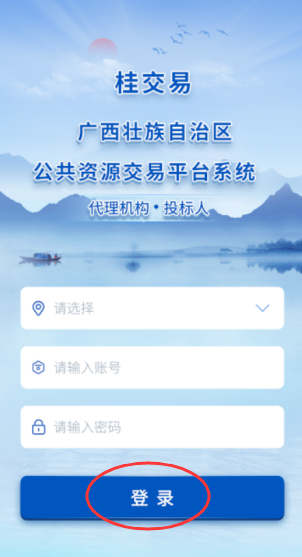 桂交易
广西壮族自治区
公共资源交易平台系统
代理机构•投标人
请选择
请输入账号
请输入密码
登录